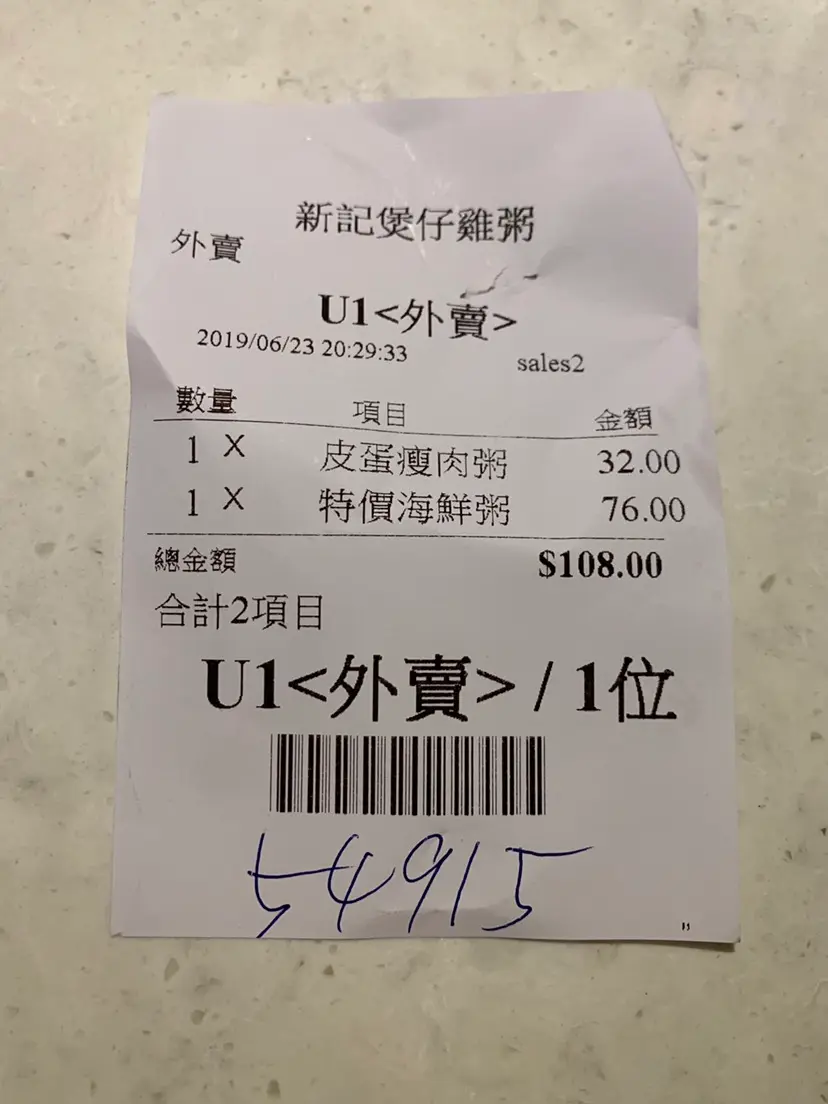 新記煲仔雞粥
外賣
U1<外賣>
2019/06/23 20:29:33 sales2
數量 項目 金額
1 X 皮蛋瘦肉粥 32.00
1 X 特價海鮮粥 76.00
總金額 $108.00
合計2項目
U1<外賣> / 1位
54915